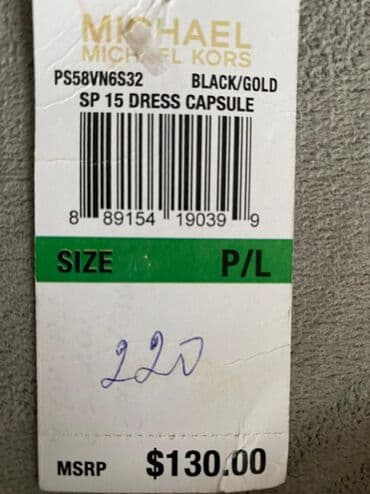 MICHAEL
MICHAEL KORS
PS58VN6S32 BLACK/GOLD
SP 15 DRESS CAPSULE
8 89154 19039 9
SIZE P/L
220
MSRP $130.00